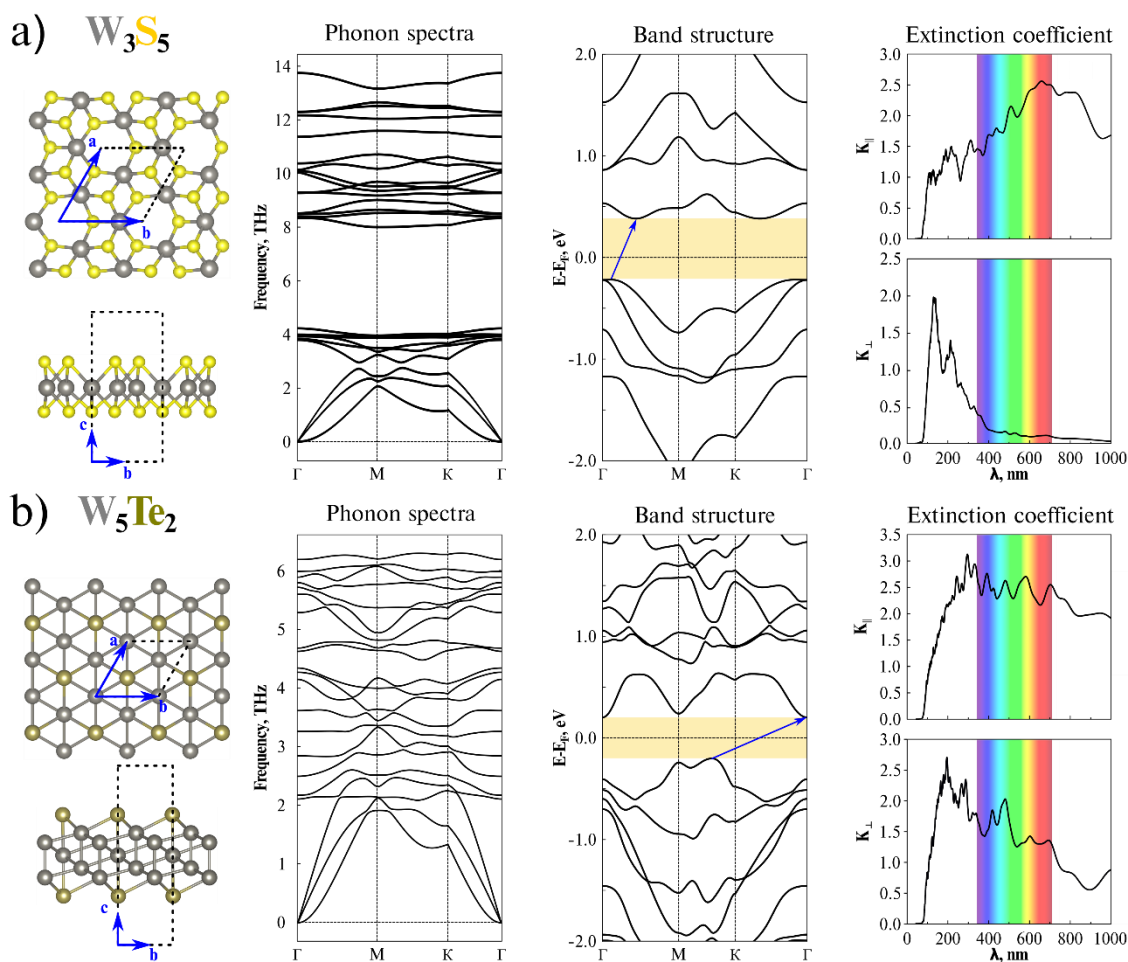 a) W3S5
Phonon spectra
Band structure
Extinction coefficient
a
b
c
b
Frequency, THz
14
12
10
8
6
4
2
0
Γ M K Γ
E-EF, eV
2.0
1.0
0.0
-1.0
-2.0
Γ M K Γ
K∥
3.0
2.5
2.0
1.5
1.0
0.5
0.0
K⊥
2.5
2.0
1.5
1.0
0.5
0.0
0 200 400 600 800 1000
λ, nm
b) W5Te2
Phonon spectra
Band structure
Extinction coefficient
a
b
c
b
Frequency, THz
6
5
4
3
2
1
0
Γ M K Γ
E-EF, eV
2.0
1.0
0.0
-1.0
-2.0
Γ M K Γ
K∥
3.5
3.0
2.5
2.0
1.5
1.0
0.5
0.0
K⊥
3.0
2.5
2.0
1.5
1.0
0.5
0.0
0 200 400 600 800 1000
λ, nm